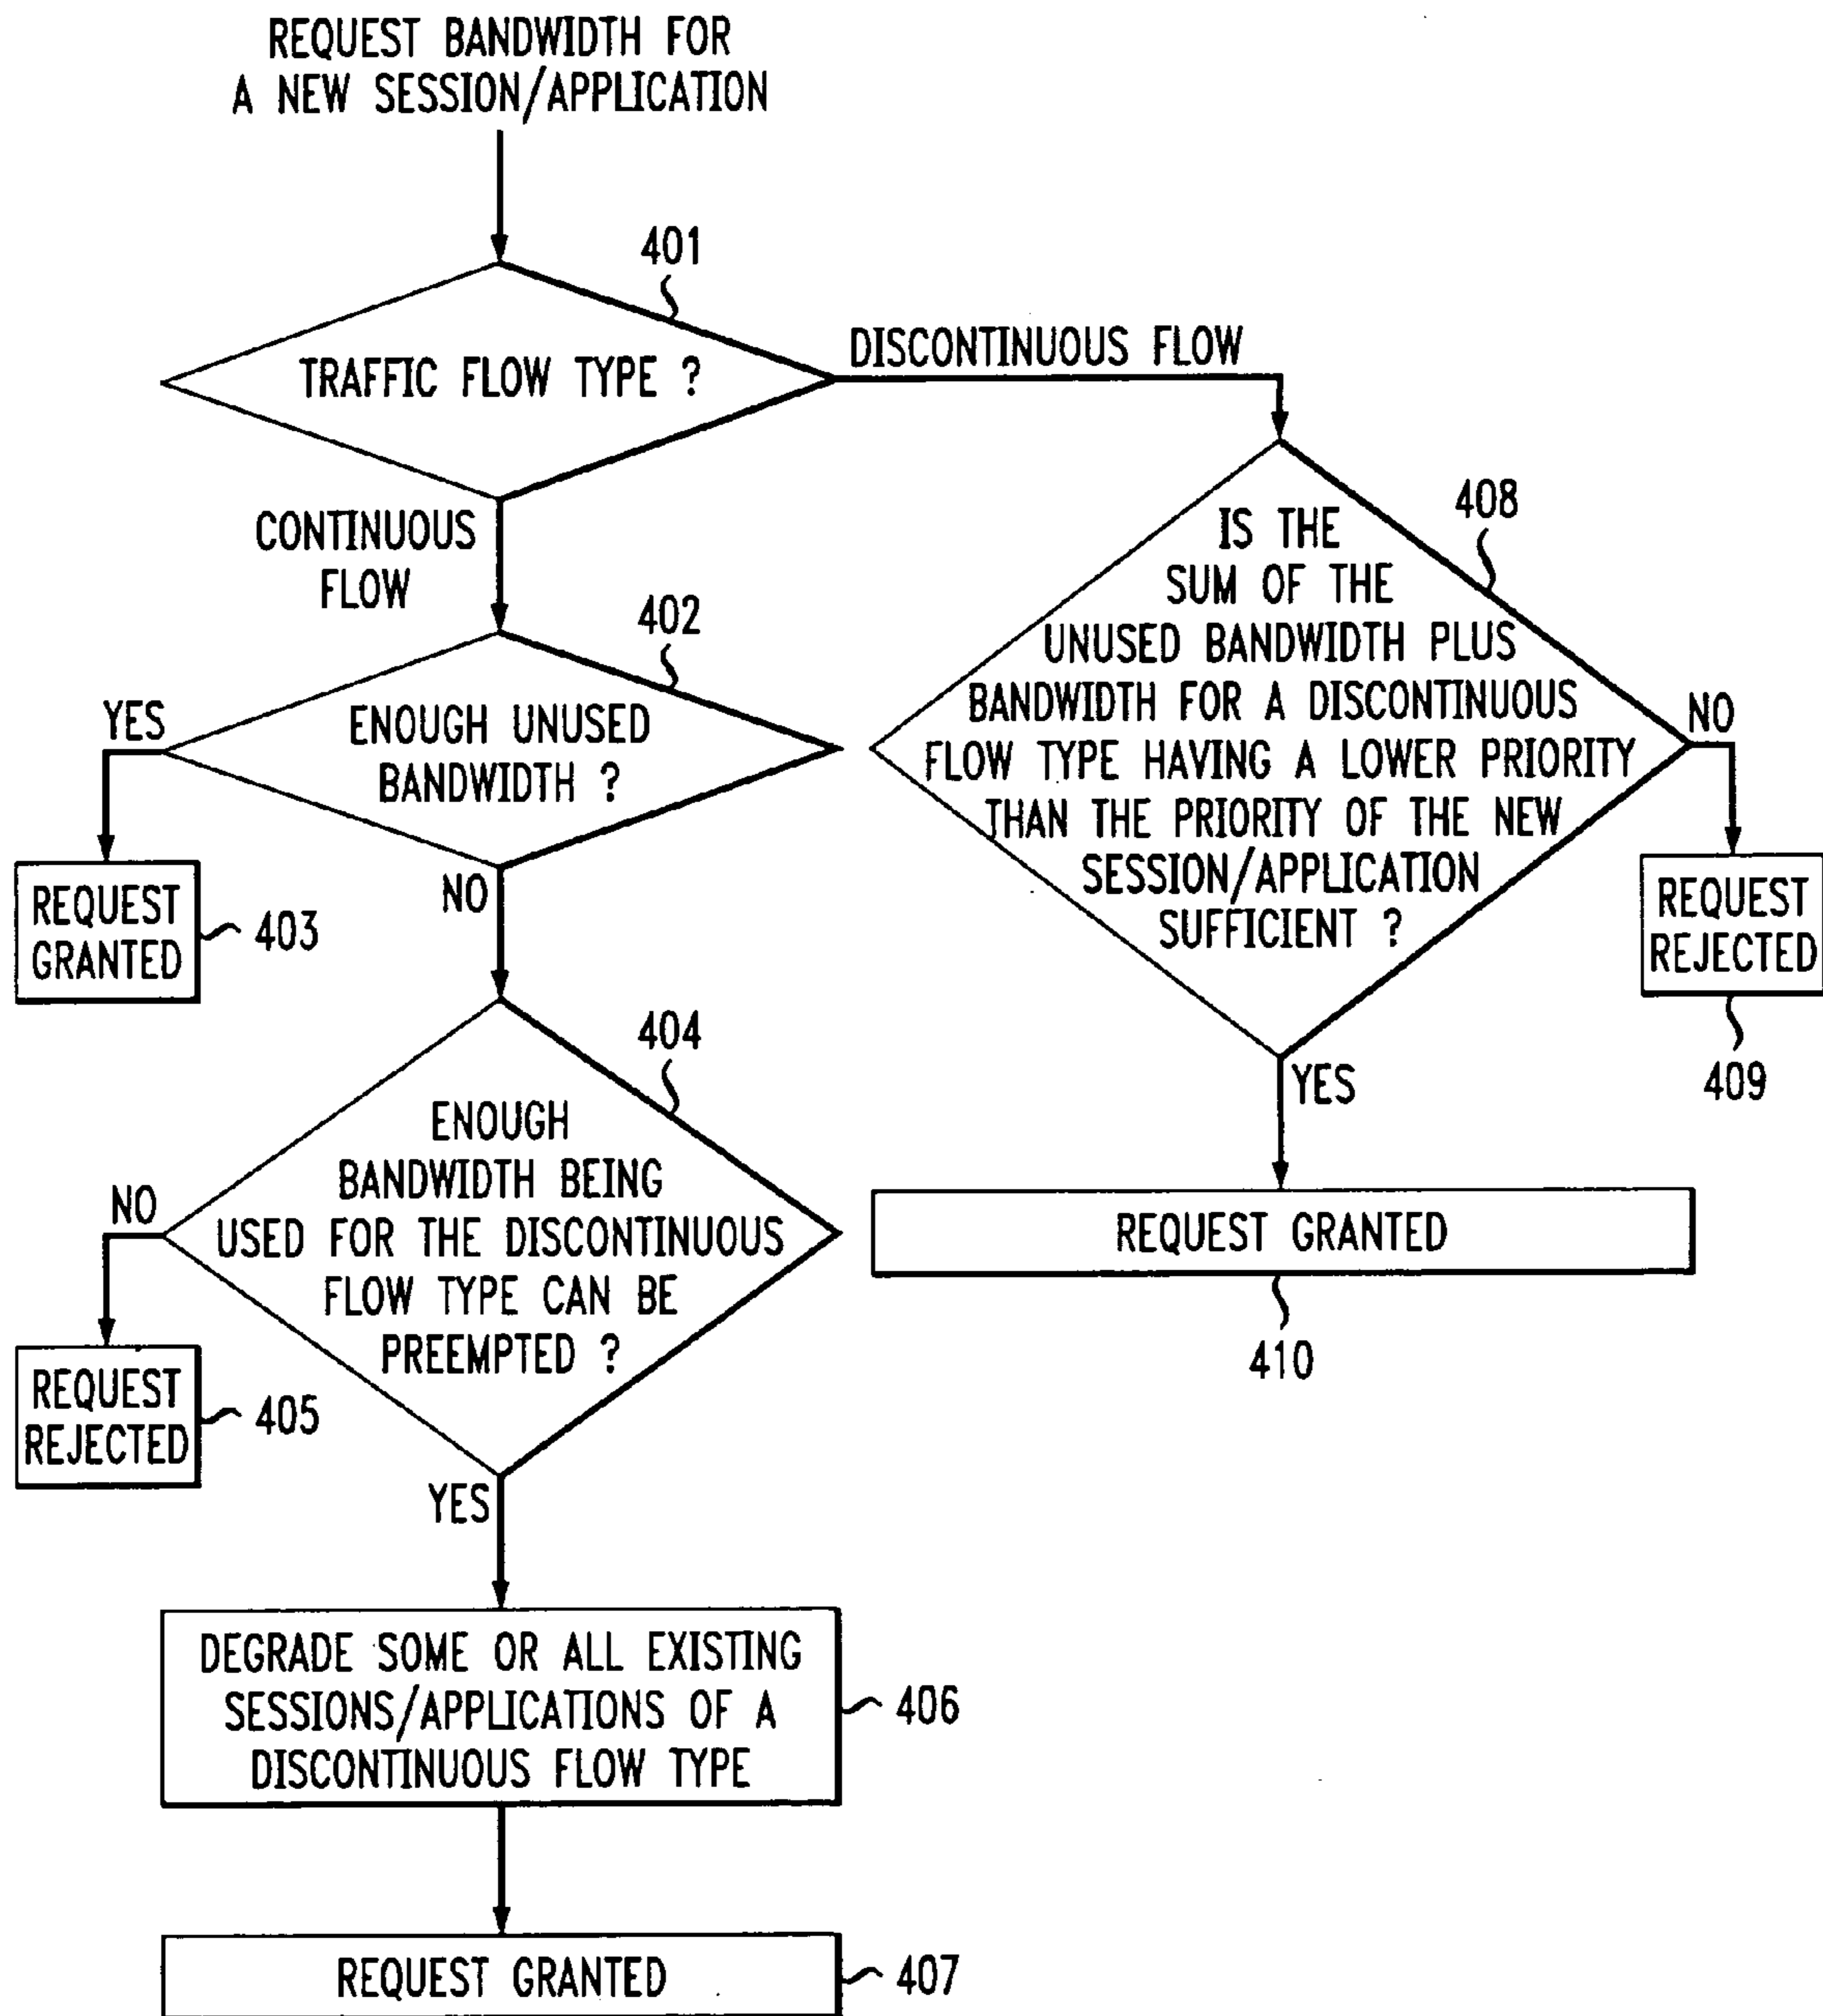 REQUEST BANDWIDTH FOR
A NEW SESSION/APPLICATION
401
TRAFFIC FLOW TYPE ?
DISCONTINUOUS FLOW
CONTINUOUS
FLOW
402
YES
ENOUGH UNUSED
BANDWIDTH ?
NO
REQUEST
GRANTED
403
408
IS THE
SUM OF THE
UNUSED BANDWIDTH PLUS
BANDWIDTH FOR A DISCONTINUOUS
FLOW TYPE HAVING A LOWER PRIORITY
THAN THE PRIORITY OF THE NEW
SESSION/APPLICATION
SUFFICIENT ?
NO
REQUEST
REJECTED
409
YES
REQUEST GRANTED
410
404
ENOUGH
BANDWIDTH BEING
USED FOR THE DISCONTINUOUS
FLOW TYPE CAN BE
PREEMPTED ?
NO
REQUEST
REJECTED
405
YES
DEGRADE SOME OR ALL EXISTING
SESSIONS/APPLICATIONS OF A
DISCONTINUOUS FLOW TYPE
406
REQUEST GRANTED
407